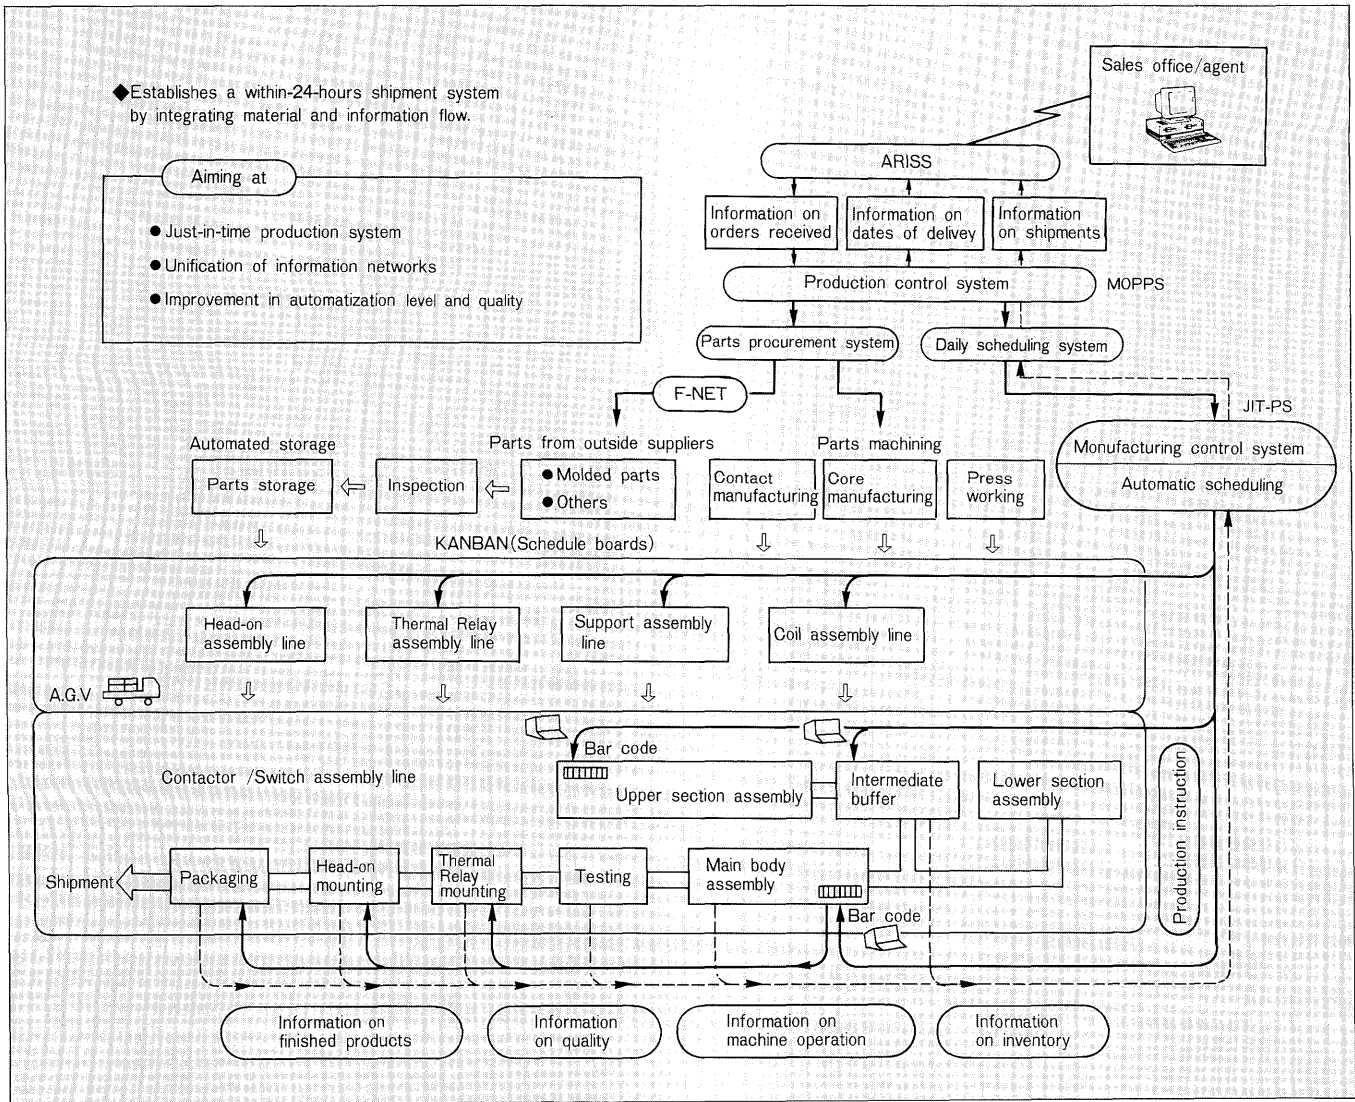 ◆Establishes a within-24-hours shipment system
by integrating material and information flow.
Aiming at
● Just-in-time production system
● Unification of information networks
● Improvement in automatization level and quality
Sales office/agent
ARISS
Information on
orders received
Information on
dates of delivey
Information
on shipments
Production control system
MOPPS
Parts procurement system
Daily scheduling system
F-NET
JIT-PS
Monufacturing control system
Automatic scheduling
Automated storage
Parts storage
Inspection
Parts from outside suppliers
● Molded parts
● Others
Parts machining
Contact
manufacturing
Core
manufacturing
Press
working
KANBAN(Schedule boards)
Head-on
assembly line
Thermal Relay
assembly line
Support assembly
line
Coil assembly line
A.G.V
Bar code
Contactor /Switch assembly line
Upper section assembly
Intermediate
buffer
Lower section
assembly
Production instruction
Shipment
Packaging
Head-on
mounting
Thermal
Relay
mounting
Testing
Main body
assembly
Bar code
Information on
finished products
Information
on quality
Information on
machine operation
Information
on inventory